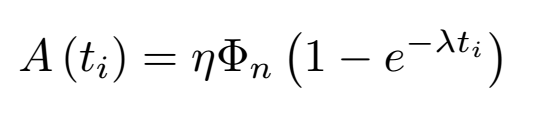 A(t_i) = ηΦ_n (1 − e^{−λt_i})